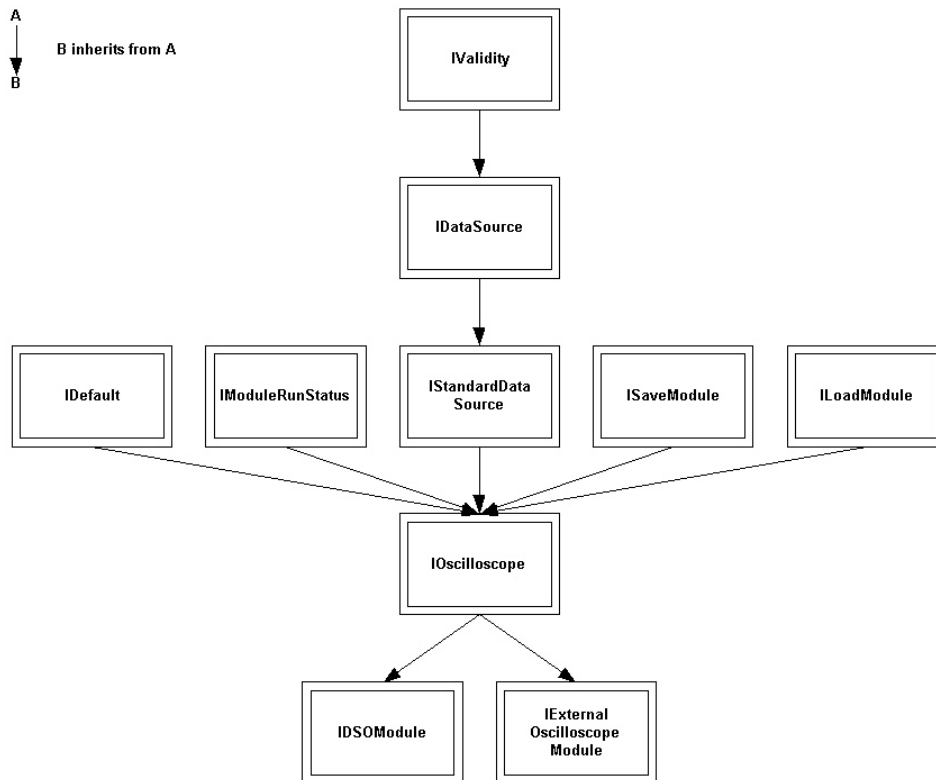 A
B inherits from A
B
IValidity
IDataSource
IDefault
IModuleRunStatus
IStandardData
Source
ISaveModule
ILoadModule
IOscilloscope
IDSOModule
IExternal
Oscilloscope
Module